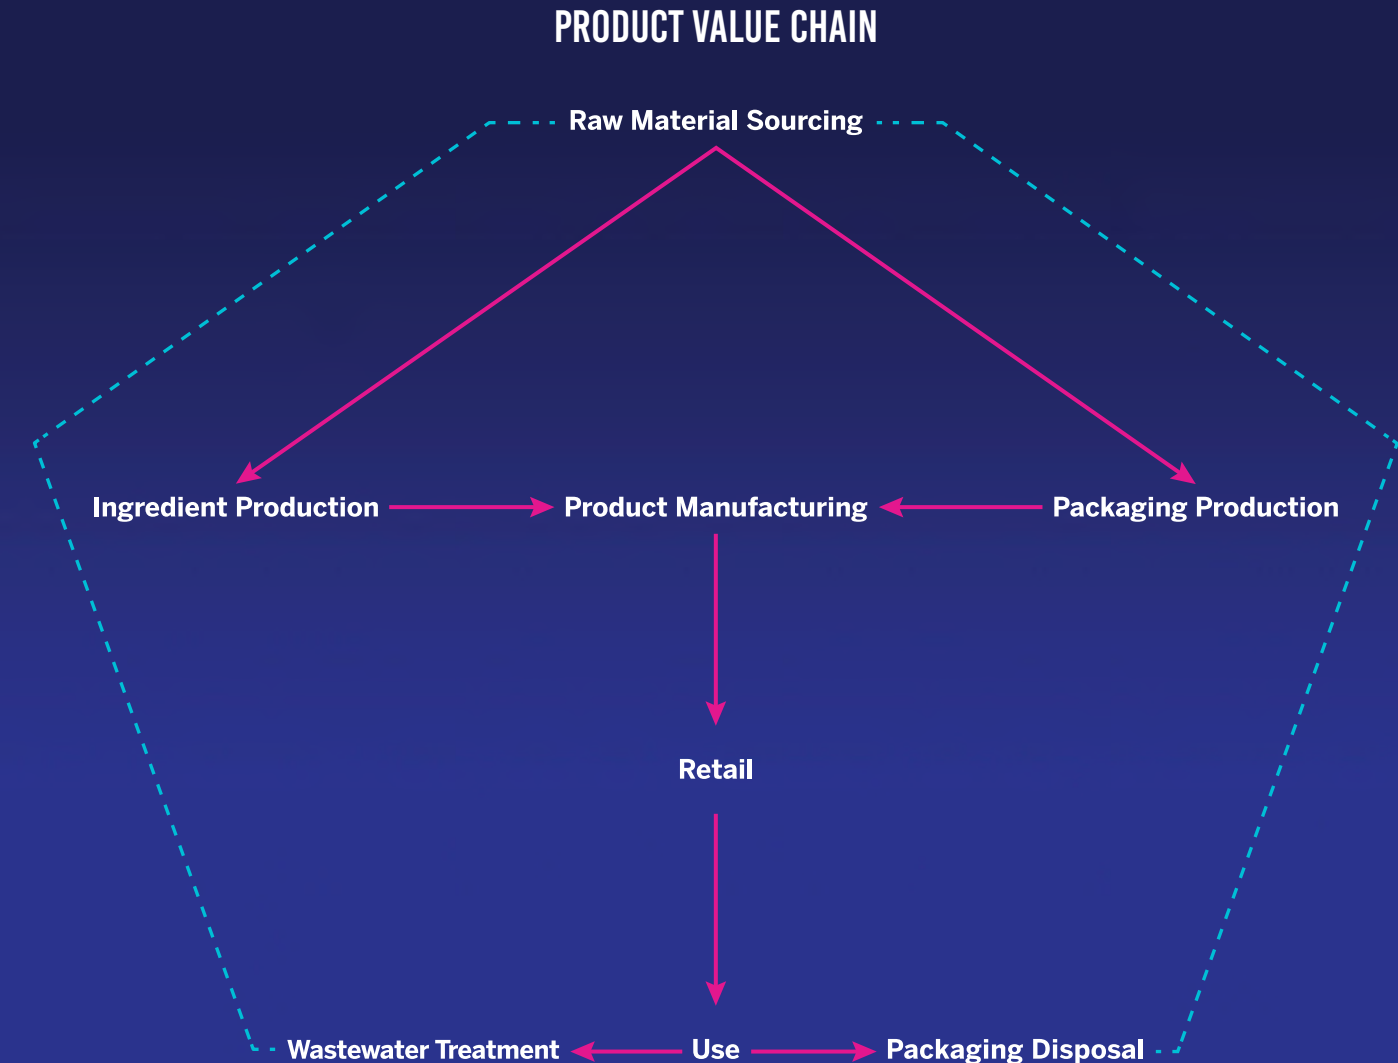 PRODUCT VALUE CHAIN
Raw Material Sourcing
Ingredient Production
Product Manufacturing
Packaging Production
Retail
Wastewater Treatment
Use
Packaging Disposal